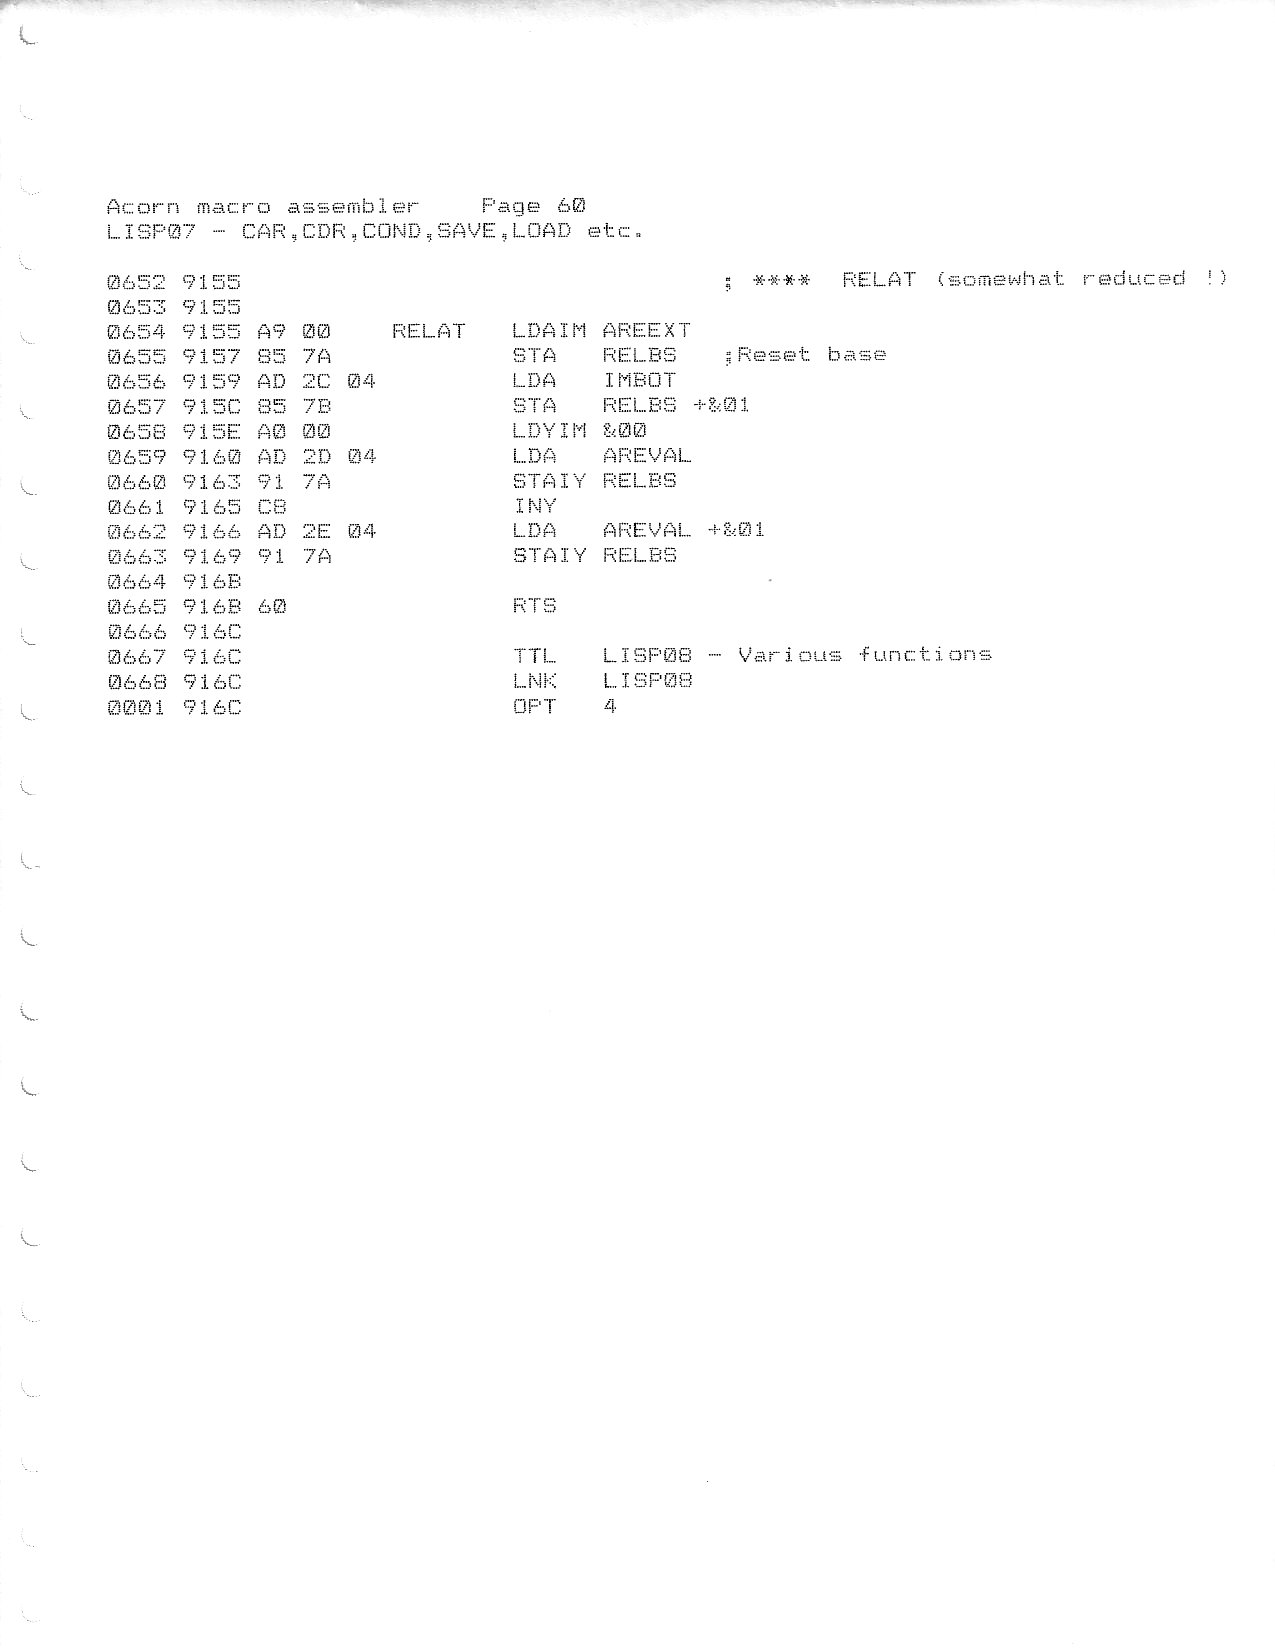 Acorn macro assembler    Page 60
LISP07 - CAR,CDR,COND,SAVE,LOAD etc.
0652 9155                                ; ****  RELAT (somewhat reduced !)
0653 9155
0654 9155 A9 00    RELAT   LDAIM AREEXT
0655 9157 85 7A            STA   RELBS   ;Reset base
0656 9159 AD 2C 04         LDA   IMBOT
0657 915C 85 7B            STA   RELBS +&01
0658 915E A0 00            LDYIM &00
0659 9160 AD 2D 04         LDA   AREVAL
0660 9163 91 7A            STAIY RELBS
0661 9165 C8               INY
0662 9166 AD 2E 04         LDA   AREVAL +&01
0663 9169 91 7A            STAIY RELBS
0664 916B
0665 916B 60               RTS
0666 916C
0667 916C                  TTL   LISP08 - Various functions
0668 916C                  LNK   LISP08
0001 916C                  OPT   4